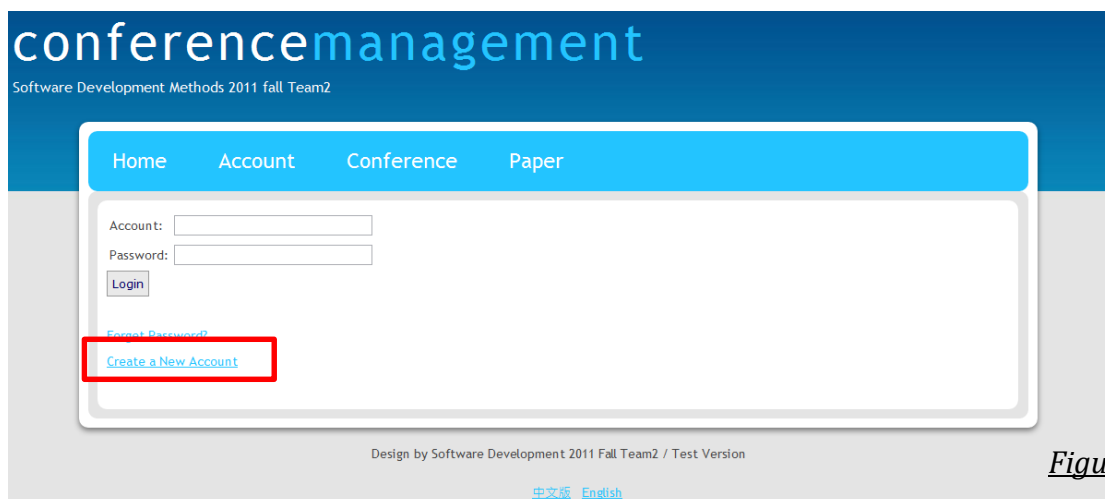 conferencemanagement
Software Development Methods 2011 fall Team2
Home Account Conference Paper
Account:
Password:
Login
Forget Password?
Create a New Account
Design by Software Development 2011 Fall Team2 / Test Version
中文版 English